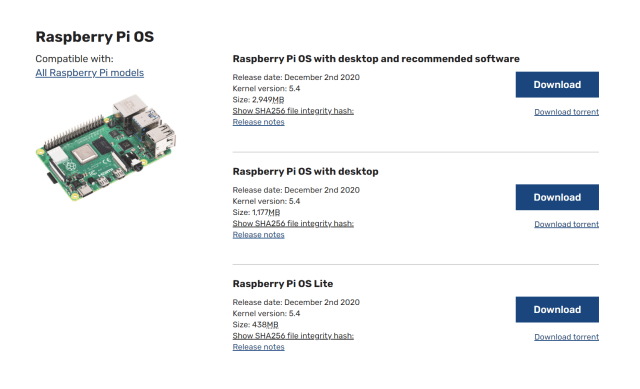 Raspberry Pi OS
Compatible with:
All Raspberry Pi models
Raspberry Pi OS with desktop and recommended software
Release date: December 2nd 2020
Kernel version: 5.4
Size: 2,949MB
Show SHA256 file integrity hash:
Release notes
Download
Download torrent
Raspberry Pi OS with desktop
Release date: December 2nd 2020
Kernel version: 5.4
Size: 1,177MB
Show SHA256 file integrity hash:
Release notes
Download
Download torrent
Raspberry Pi OS Lite
Release date: December 2nd 2020
Kernel version: 5.4
Size: 438MB
Show SHA256 file integrity hash:
Release notes
Download
Download torrent